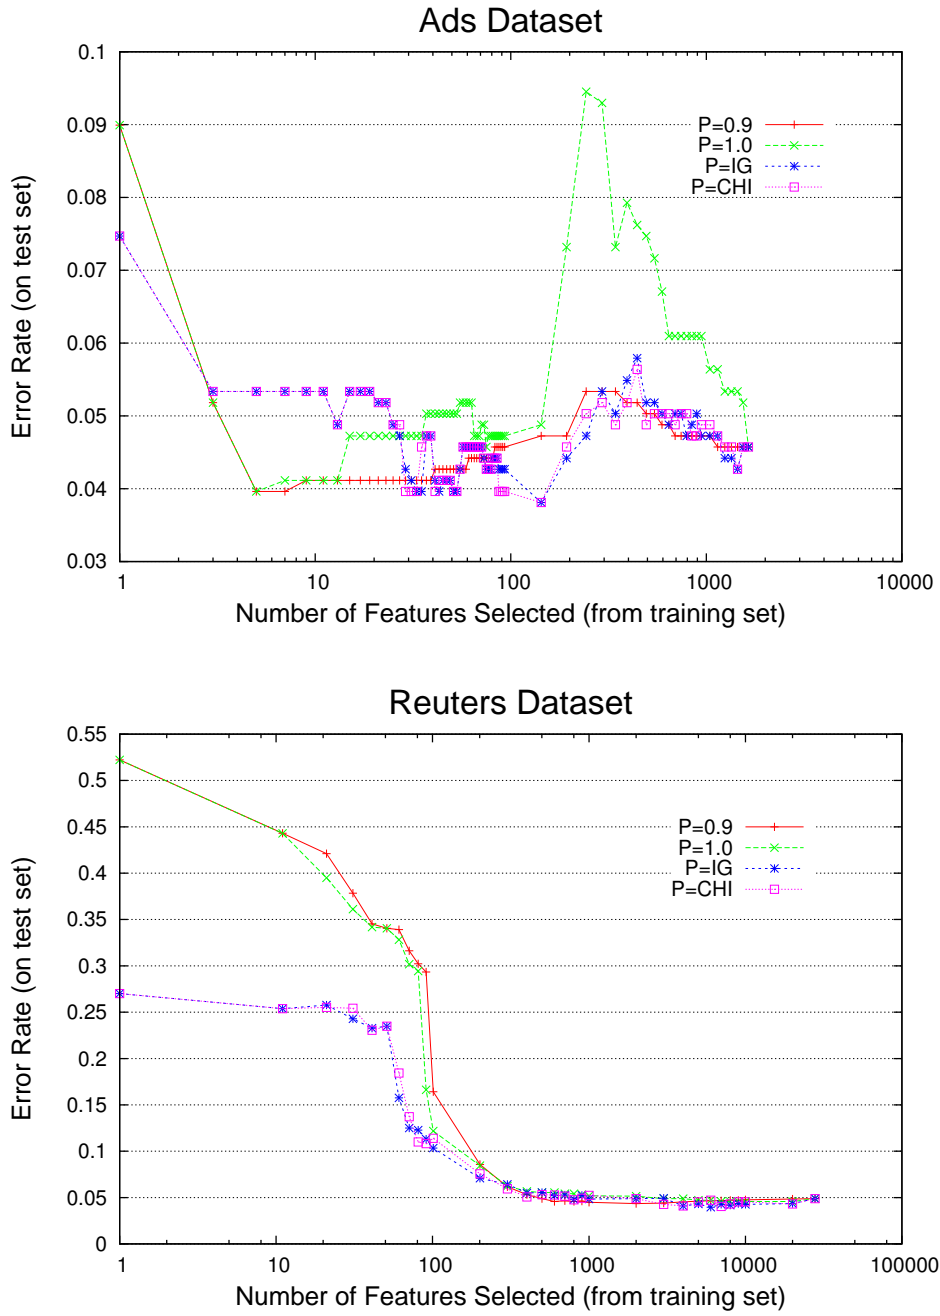 Ads Dataset
0.1
0.09
0.08
0.07
0.06
0.05
0.04
0.03
Error Rate (on test set)
P=0.9
P=1.0
P=IG
P=CHI
1
10
100
1000
10000
Number of Features Selected (from training set)
Reuters Dataset
0.55
0.5
0.45
0.4
0.35
0.3
0.25
0.2
0.15
0.1
0.05
0
Error Rate (on test set)
P=0.9
P=1.0
P=IG
P=CHI
1
10
100
1000
10000
100000
Number of Features Selected (from training set)